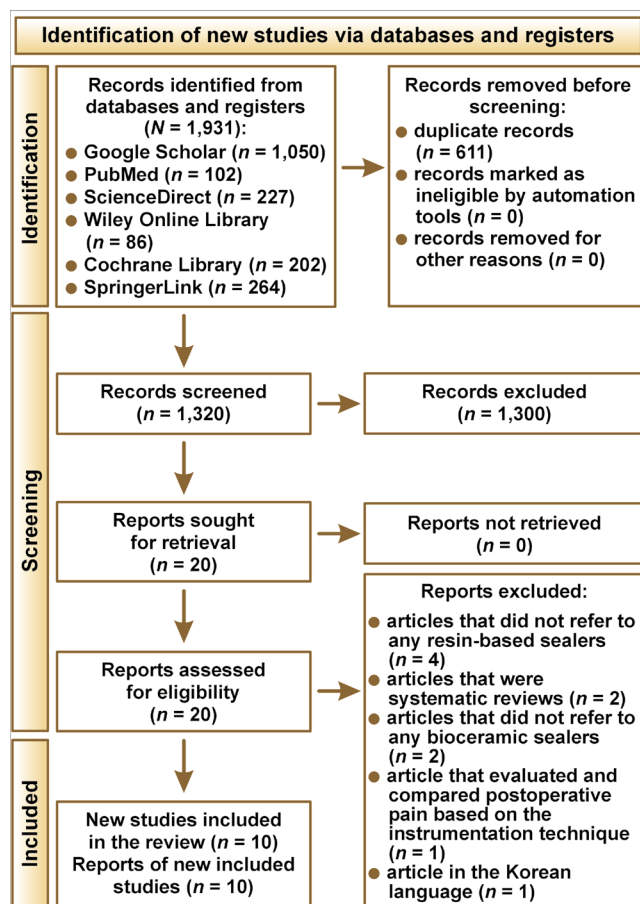 Identification of new studies via databases and registers
Identification
Records identified from
databases and registers
(N = 1,931):
● Google Scholar (n = 1,050)
● PubMed (n = 102)
● ScienceDirect (n = 227)
● Wiley Online Library
(n = 86)
● Cochrane Library (n = 202)
● SpringerLink (n = 264)
Records removed before
screening:
● duplicate records
(n = 611)
● records marked as
ineligible by automation
tools (n = 0)
● records removed for
other reasons (n = 0)
Screening
Records screened
(n = 1,320)
Records excluded
(n = 1,300)
Reports sought
for retrieval
(n = 20)
Reports not retrieved
(n = 0)
Reports assessed
for eligibility
(n = 20)
Reports excluded:
● articles that did not refer to
any resin-based sealers
(n = 4)
● articles that were
systematic reviews (n = 2)
● articles that did not refer to
any bioceramic sealers
(n = 2)
● article that evaluated and
compared postoperative
pain based on the
instrumentation technique
(n = 1)
● article in the Korean
language (n = 1)
Included
New studies included
in the review (n = 10)
Reports of new included
studies (n = 10)